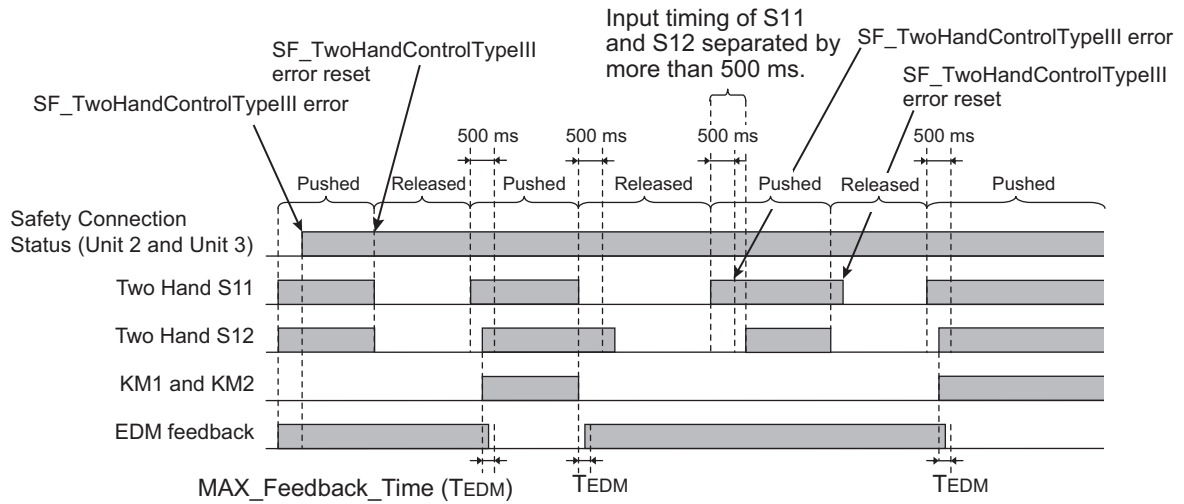 Input timing of S11
and S12 separated by
more than 500 ms.
SF_TwoHandControlTypeIII error
SF_TwoHandControlTypeIII
error reset
SF_TwoHandControlTypeIII
error reset
SF_TwoHandControlTypeIII error
500 ms
500 ms
500 ms
500 ms
Pushed
Released
Pushed
Released
Pushed
Released
Pushed
Safety Connection
Status (Unit 2 and Unit 3)
Two Hand S11
Two Hand S12
KM1 and KM2
EDM feedback
MAX_Feedback_Time (TEDM)
TEDM
TEDM